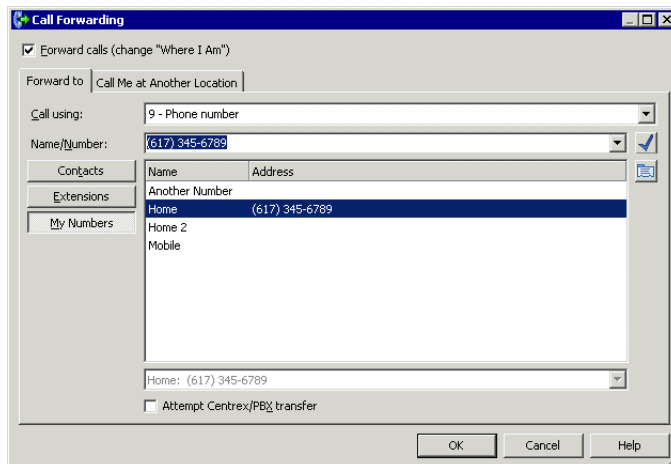 Call Forwarding
Forward calls (change "Where I Am")
Forward to Call Me at Another Location
Call using: 9 - Phone number
Name/Number: (617) 345-6789
Contacts
Extensions
My Numbers
Name Address
Another Number
Home (617) 345-6789
Home 2
Mobile
Home: (617) 345-6789
Attempt Centrex/PBX transfer
OK Cancel Help